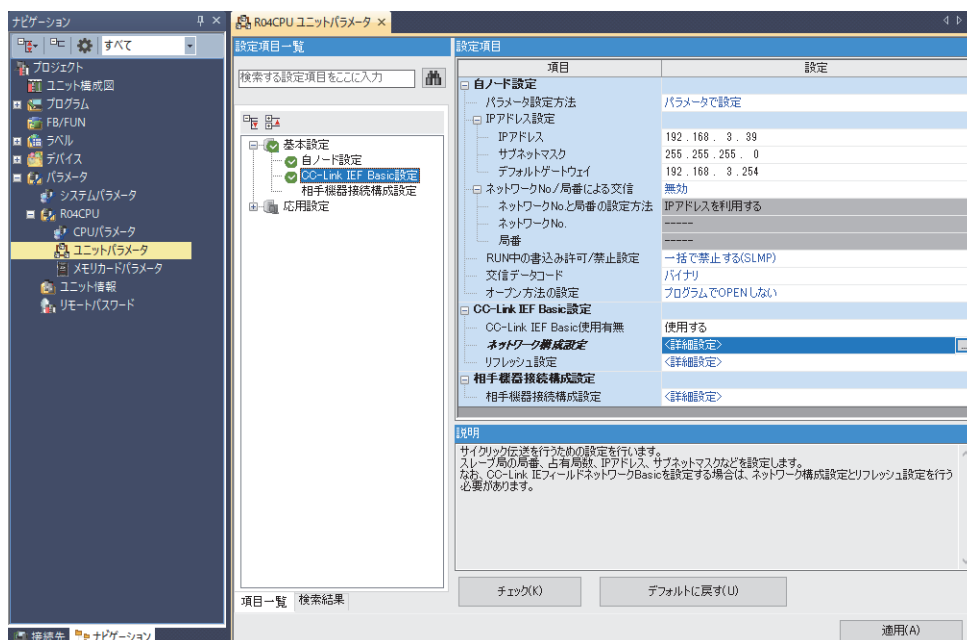 ナビゲーション
すべて
プロジェクト
ユニット構成図
プログラム
FB/FUN
ラベル
デバイス
パラメータ
システムパラメータ
R04CPU
CPUパラメータ
ユニットパラメータ
メモリカードパラメータ
ユニット情報
リモートパスワード
接続先 ナビゲーション
R04CPU ユニットパラメータ
設定項目一覧
検索する設定項目をここに入力
基本設定
自ノード設定
CC-Link IEF Basic設定
相手機器接続構成設定
応用設定
項目一覧 検索結果
設定項目
項目 設定
自ノード設定
パラメータ設定方法 パラメータで設定
IPアドレス設定
IPアドレス 192 . 168 . 3 . 39
サブネットマスク 255 . 255 . 255 . 0
デフォルトゲートウェイ 192 . 168 . 3 . 254
ネットワークNo./局番による交信 無効
ネットワークNo.と局番の設定方法 IPアドレスを利用する
ネットワークNo. -----
局番 -----
RUN中の書込み許可/禁止設定 一括で禁止する(SLMP)
交信データコード バイナリ
オープン方法の設定 プログラムでOPENしない
CC-Link IEF Basic設定
CC-Link IEF Basic使用有無 使用する
ネットワーク構成設定 <詳細設定>
リフレッシュ設定 <詳細設定>
相手機器接続構成設定
相手機器接続構成設定 <詳細設定>
説明
サイクリック伝送を行うための設定を行います。
スレーブ局の局番、占有局数、IPアドレス、サブネットマスクなどを設定します。
なお、CC-Link IEフィールドネットワークBasicを設定する場合は、ネットワーク構成設定とリフレッシュ設定を行う
必要があります。
チェック(K) デフォルトに戻す(U)
適用(A)